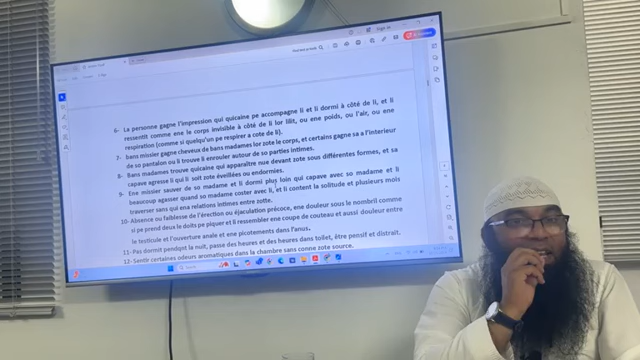 Sign in
6- La personne gagne l'impression qui quicaine pe accompagne li et li dormi à côté de li, et li
ressentit comme ene le corps invisible à côté de li lor lilit, ou ene poids, ou l'air, ou ene
respiration (comme si quelqu'un pe respirer a cote de li).
7- bans missier gagne cheveux de bans madames lor zote le corps, et certains gagne sa a l'interieur
de so pantalon ou li trouve li enrouler autour de so parties intimes.
8- Bans madames trouve quicaine qui apparaître nue devant zote sous différentes formes, et sa
capave agresse li qui li soit zote éveillées ou endormies.
9- Ene missier sauver de so madame et li dormi plus loin qui capave avec so madame et li
beaucoup agasser quand so madame coster avec li, et li content la solitude et plusieurs mois
traverser sans qui ena relations intimes entre zotte.
10- Absence ou faiblesse de l'érection ou éjaculation précoce, ene douleur sous le nombril comme
si pe prend deux le doits pe piquer et li ressembler ene coup de couteau et aussi douleur entre
le testicule et l'ouverture anale et ene picotements dans l'anus.
11- Pas dormit pendqnt la nuit, passe des heures et des heures dans toilet, être pensif et distrait.
12- Sentir certaines odeurs aromatiques dans la chambre sans conne zote source.